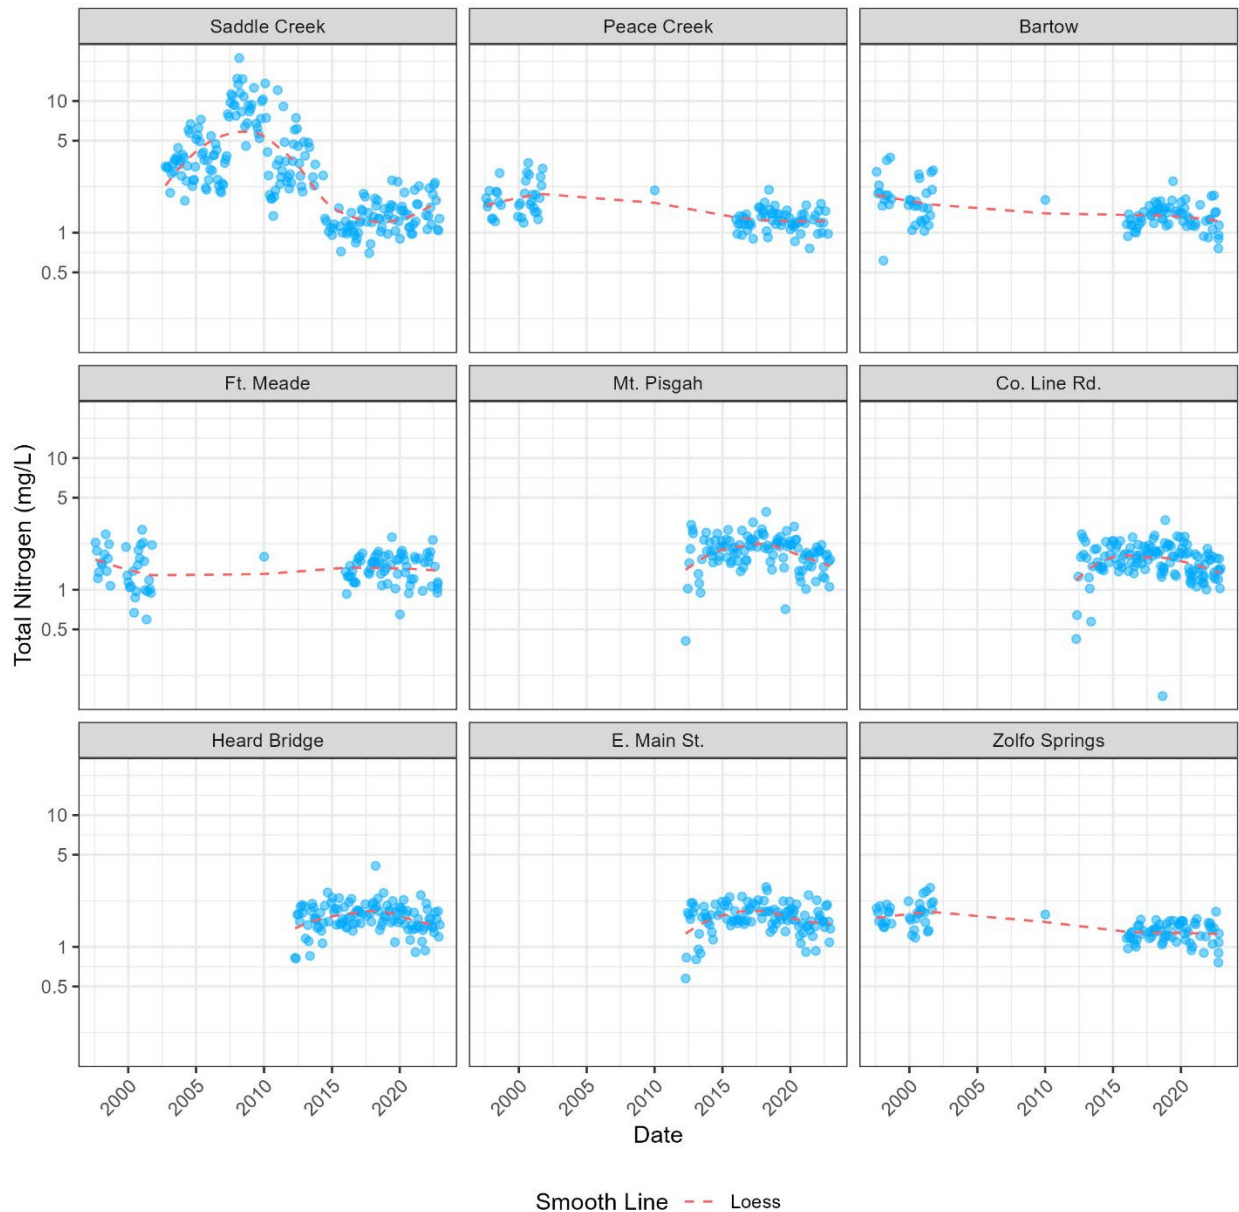 Saddle Creek Peace Creek Bartow
10
5
1
0.5
Ft. Meade Mt. Pisgah Co. Line Rd.
Total Nitrogen (mg/L)
10
5
1
0.5
Heard Bridge E. Main St. Zolfo Springs
10
5
1
0.5
2000 2005 2010 2015 2020 2000 2005 2010 2015 2020 2000 2005 2010 2015 2020
Date
Smooth Line Loess